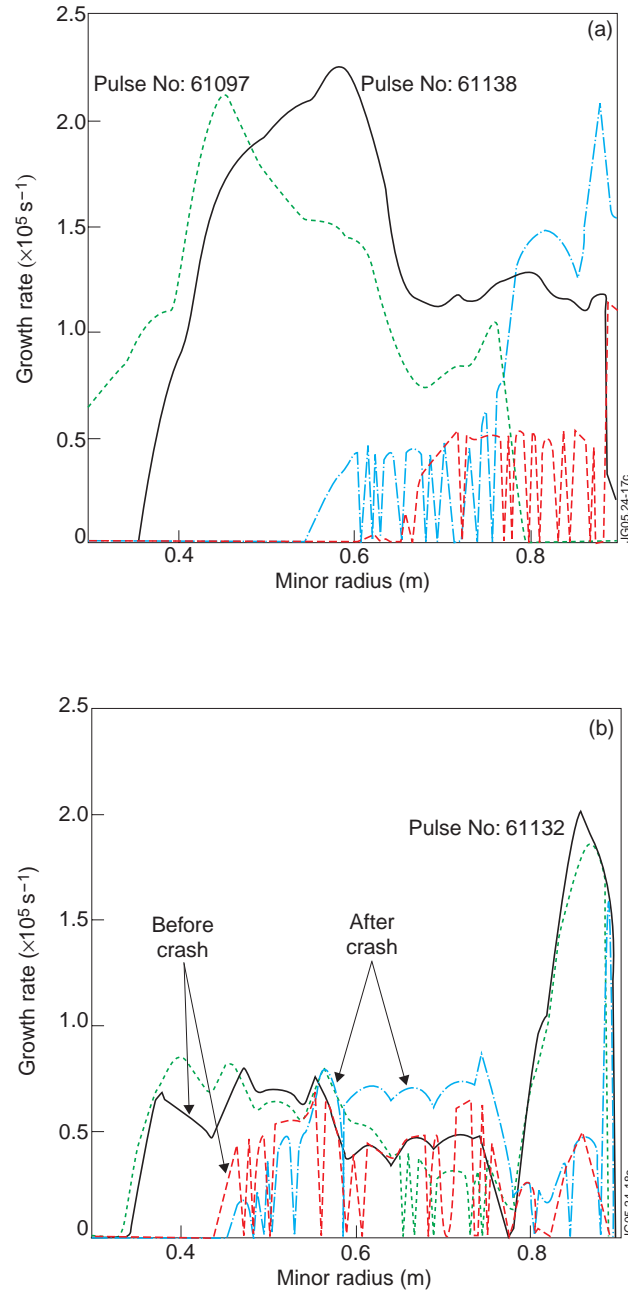 2.5
(a)
Pulse No: 61097
Pulse No: 61138
2.0
1.5
1.0
0.5
0
Growth rate (×10⁵ s⁻¹)
0.4
0.6
0.8
Minor radius (m)
JG05.24-17c
2.5
(b)
2.0
Pulse No: 61132
1.5
Before
crash
After
crash
1.0
0.5
0
Growth rate (×10⁵ s⁻¹)
0.4
0.6
0.8
Minor radius (m)